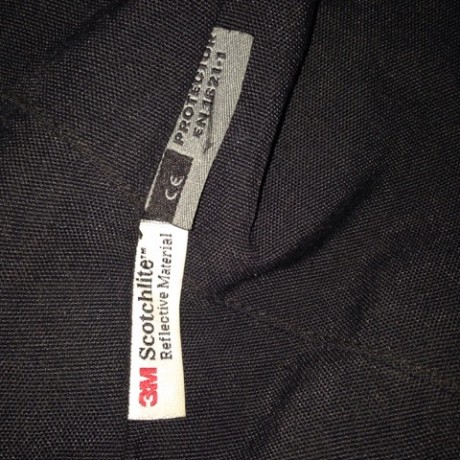 PROTECTOR
EN 1621-1
CE
3M Scotchlite™
Reflective Material